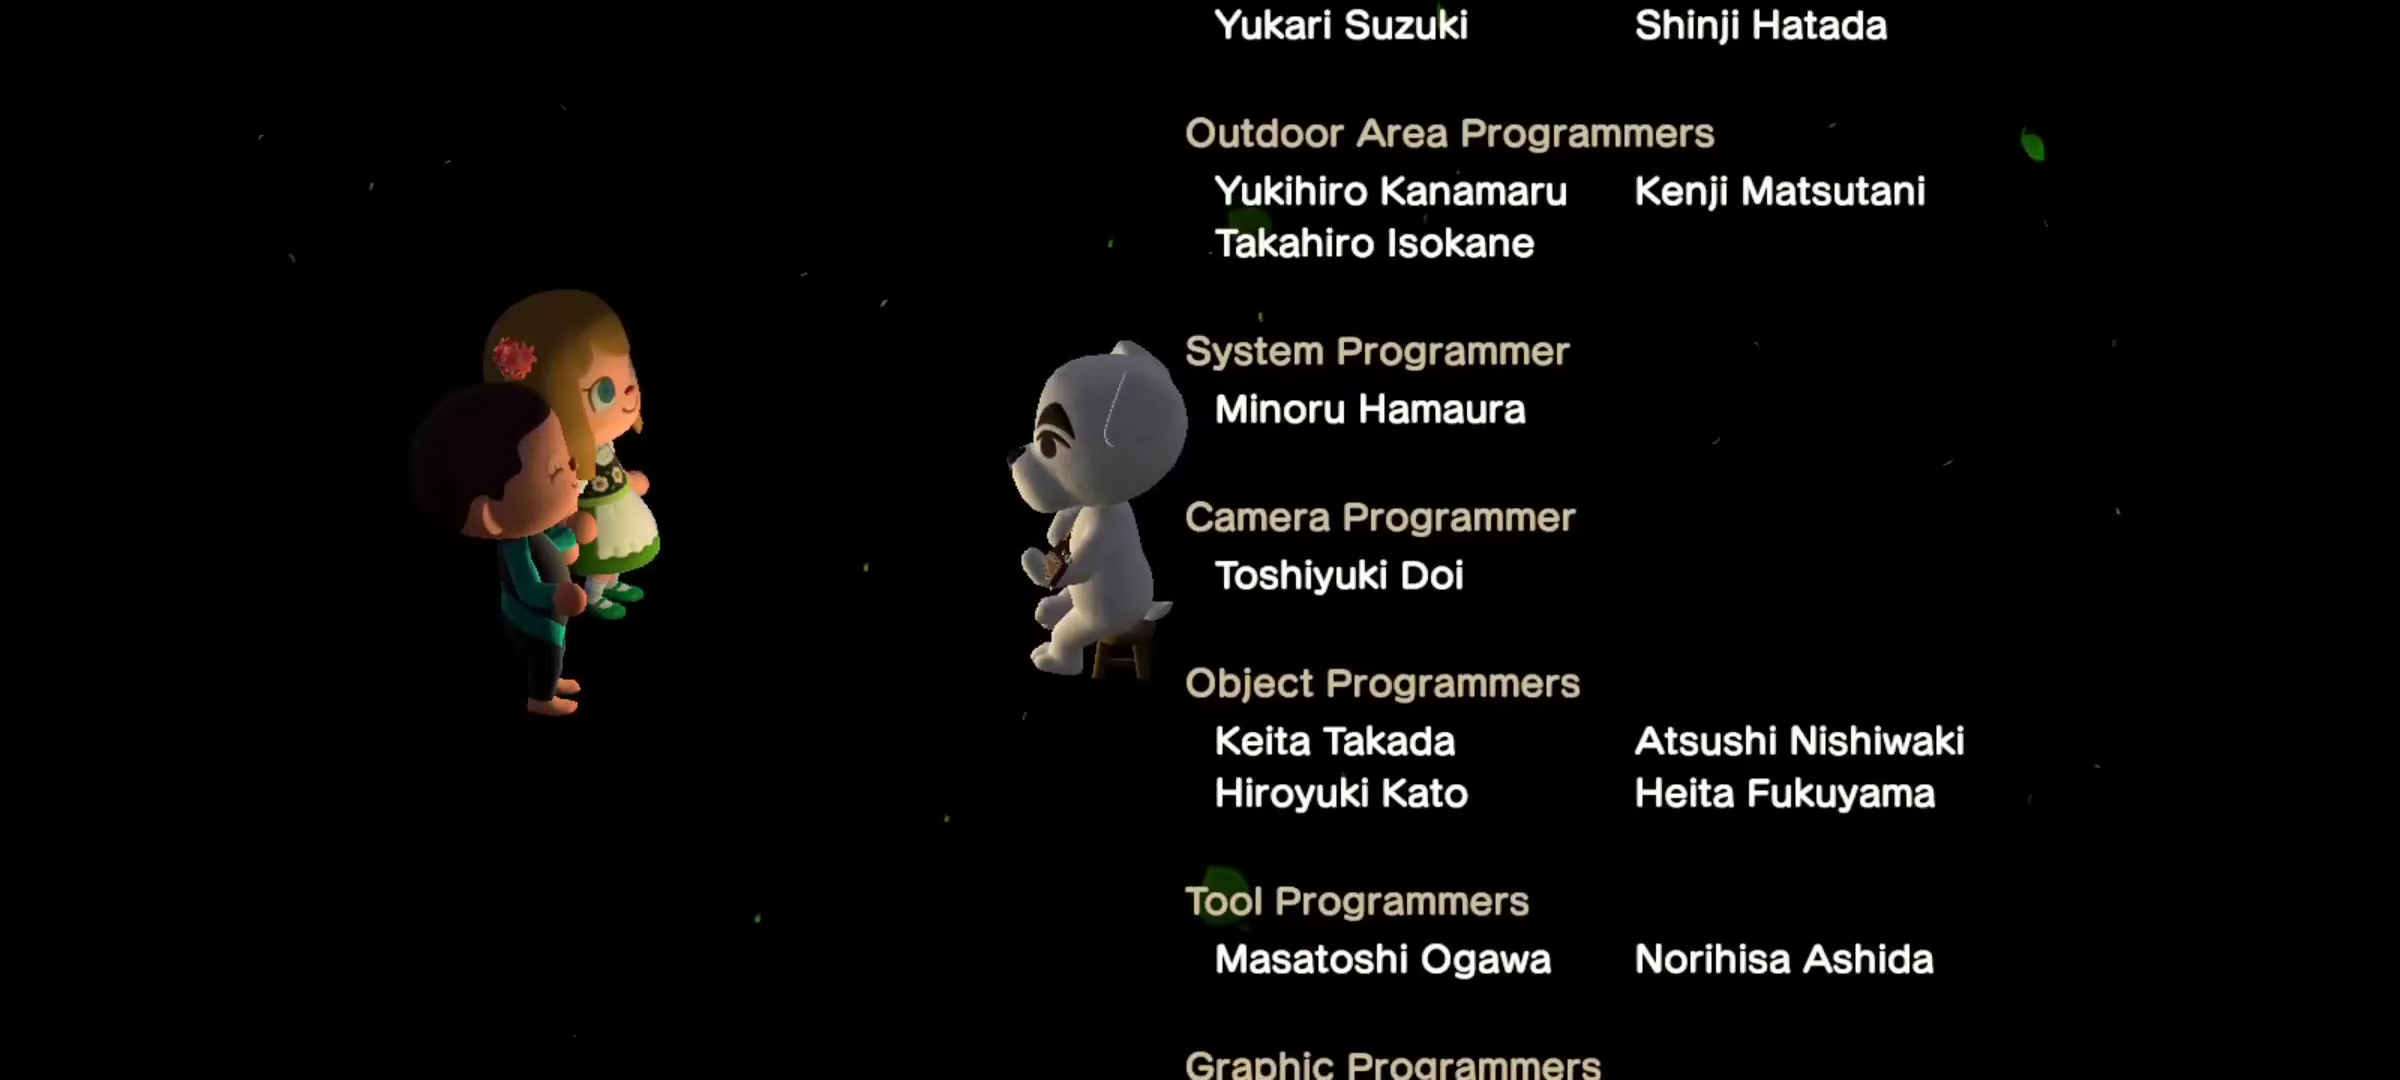 Yukari Suzuki Shinji Hatada
Outdoor Area Programmers
Yukihiro Kanamaru Kenji Matsutani
Takahiro Isokane
System Programmer
Minoru Hamaura
Camera Programmer
Toshiyuki Doi
Object Programmers
Keita Takada Atsushi Nishiwaki
Hiroyuki Kato Heita Fukuyama
Tool Programmers
Masatoshi Ogawa Norihisa Ashida
Graphic Programmers